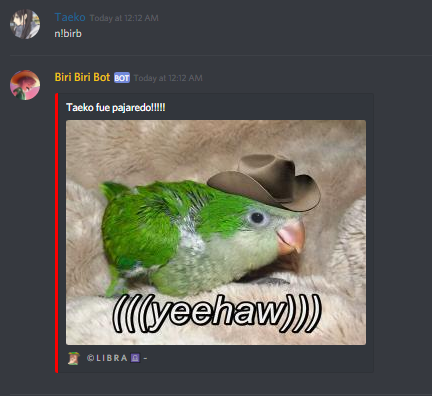 Taeko Today at 12:12 AM
n!birb
Biri Biri Bot BOT Today at 12:12 AM
Taeko fue pajaredo!!!!!
(((yeehaw)))
©LIBRA ♎ -